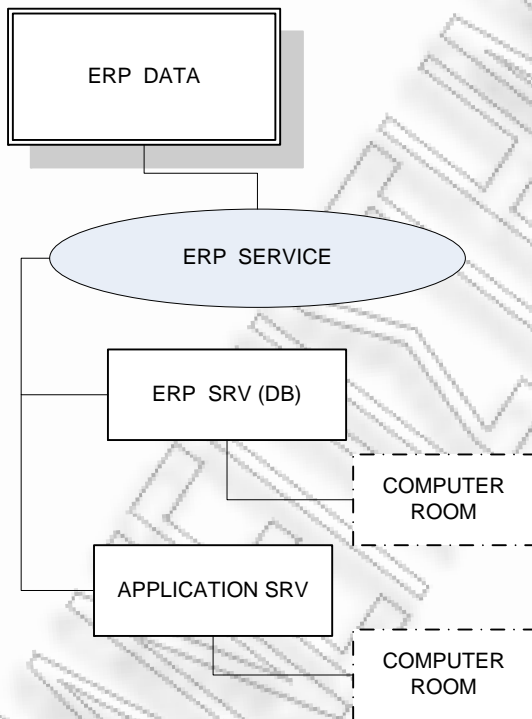 ERP DATA
ERP SERVICE
ERP SRV (DB)
COMPUTER
ROOM
APPLICATION SRV
COMPUTER
ROOM